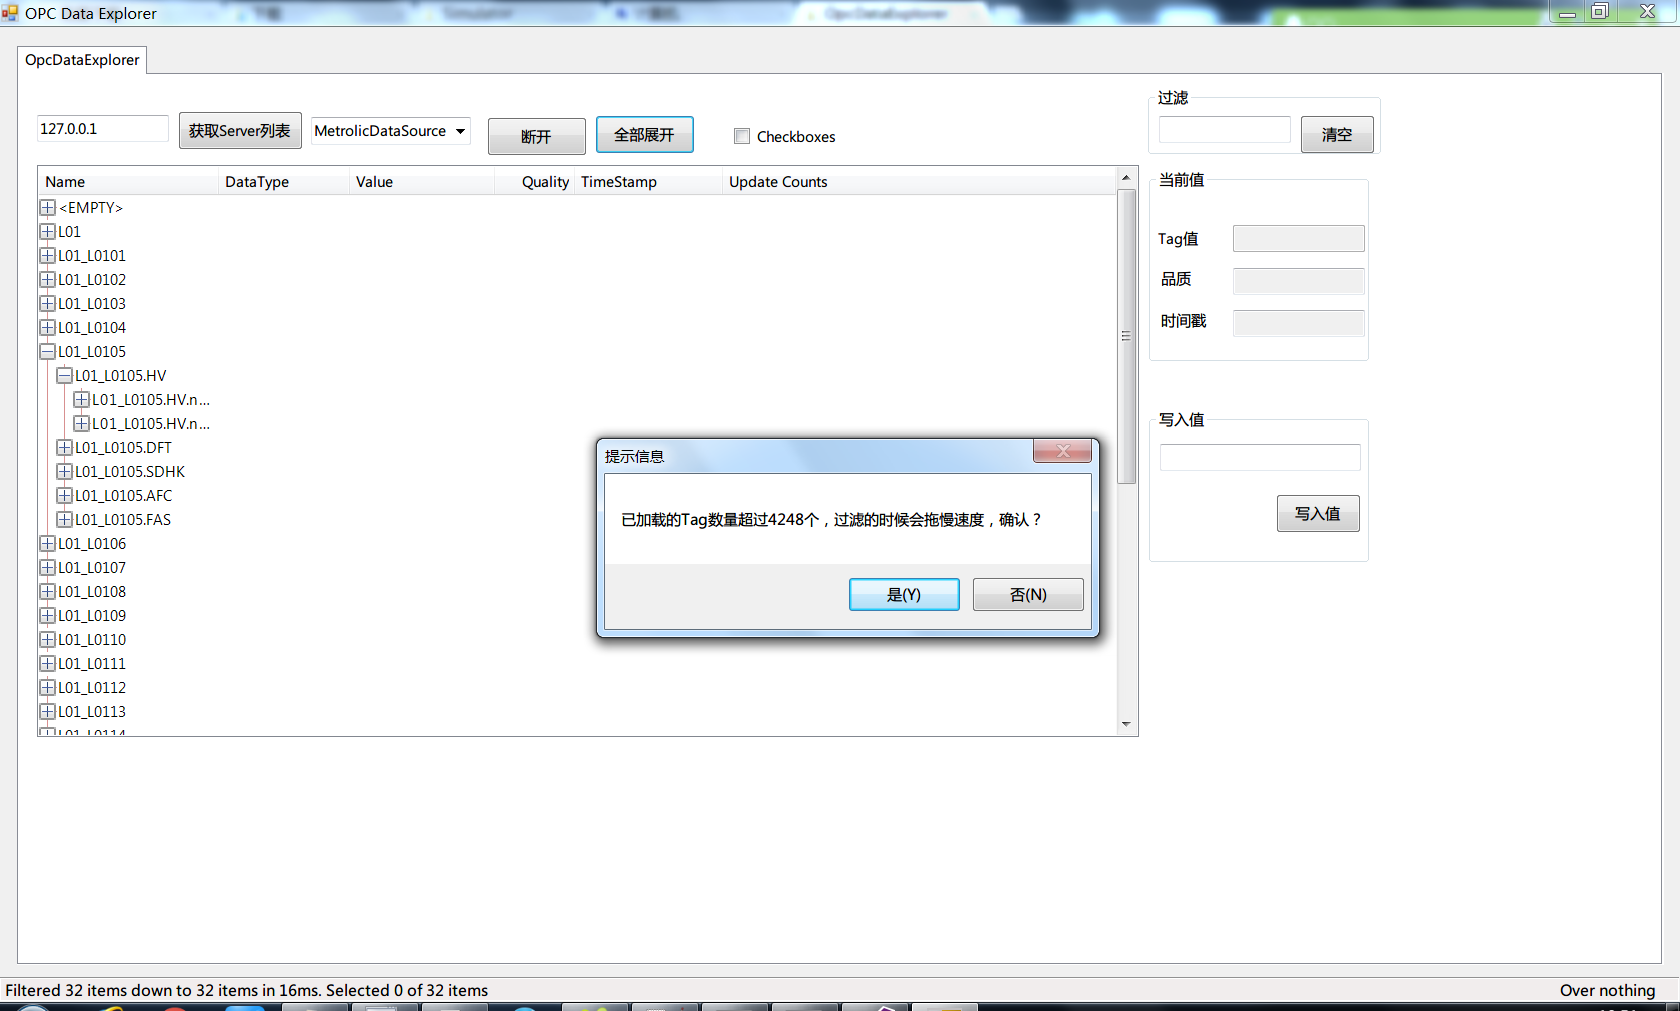 OPC Data Explorer
OpcDataExplorer
127.0.0.1
获取Server列表
MetrolicDataSource
断开
全部展开
Checkboxes
过滤
清空
Name DataType Value Quality TimeStamp Update Counts
<EMPTY>
L01
L01_L0101
L01_L0102
L01_L0103
L01_L0104
L01_L0105
L01_L0105.HV
L01_L0105.HV.n...
L01_L0105.HV.n...
L01_L0105.DFT
L01_L0105.SDHK
L01_L0105.AFC
L01_L0105.FAS
L01_L0106
L01_L0107
L01_L0108
L01_L0109
L01_L0110
L01_L0111
L01_L0112
L01_L0113
L01_L0114
当前值
Tag值
品质
时间戳
写入值
写入值
提示信息
已加载的Tag数量超过4248个，过滤的时候会拖慢速度，确认？
是(Y)
否(N)
Filtered 32 items down to 32 items in 16ms. Selected 0 of 32 items
Over nothing